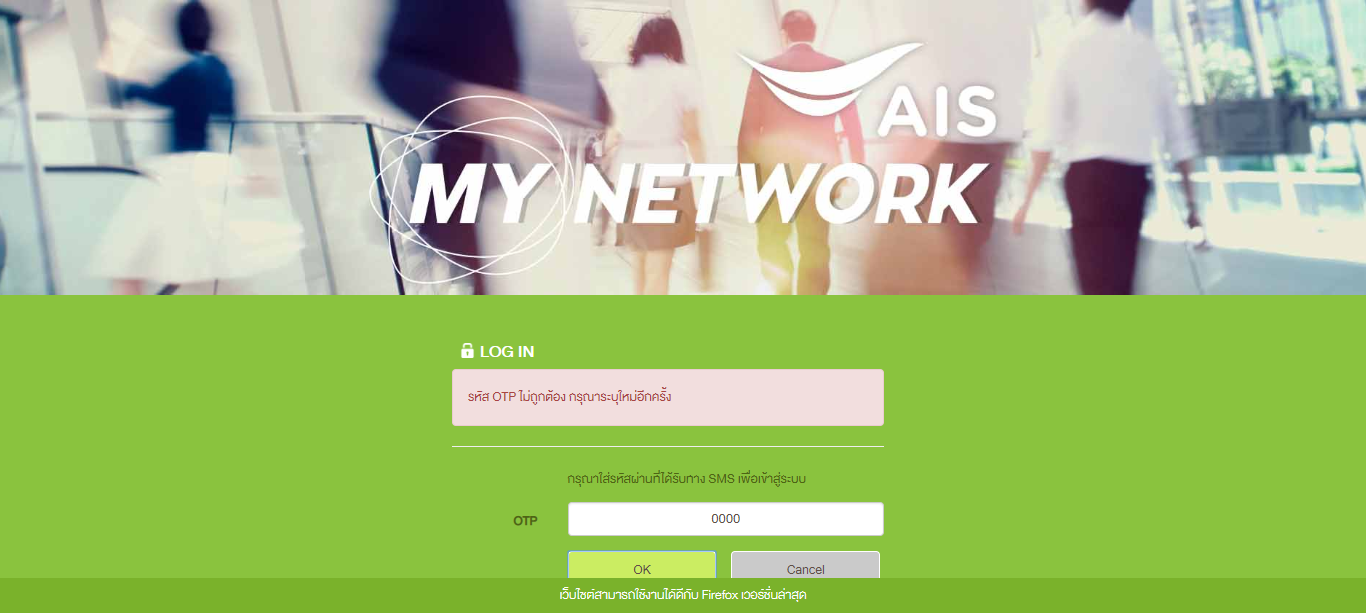 AIS
MY NETWORK
LOG IN
รหัส OTP ไม่ถูกต้อง กรุณาระบุใหม่อีกครั้ง
กรุณาใส่รหัสผ่านที่ได้รับทาง SMS เพื่อเข้าสู่ระบบ
OTP 0000
OK Cancel
เว็บไซต์สามารถใช้งานได้ดีกับ Firefox เวอร์ชั่นล่าสุด